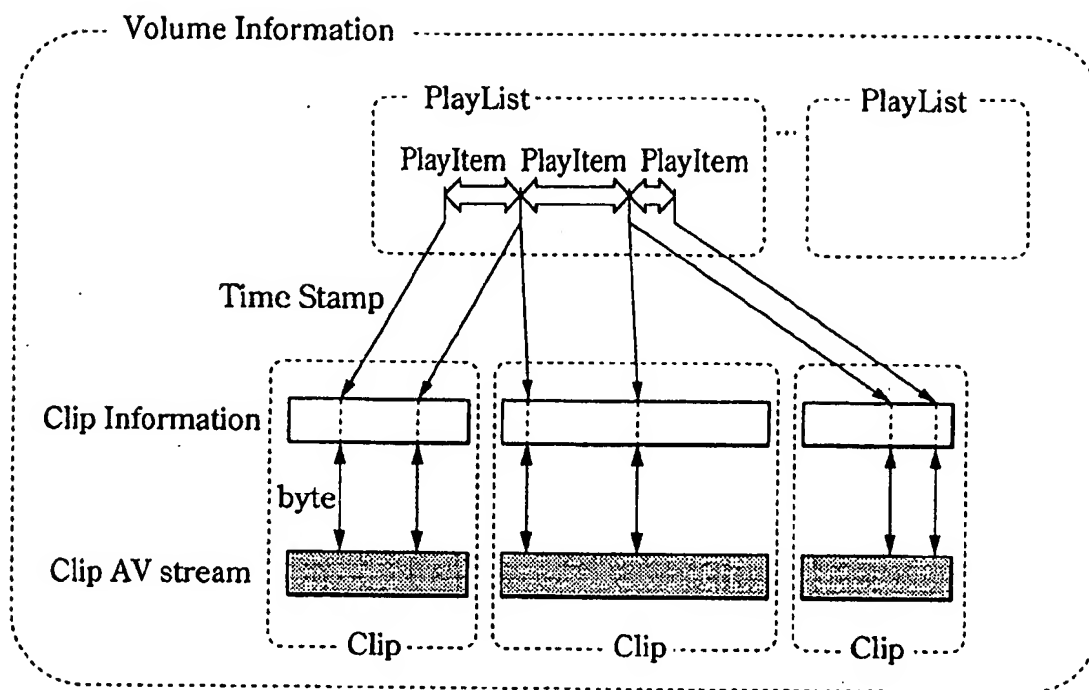 Volume Information
PlayList
PlayList
...
PlayItem PlayItem PlayItem
Time Stamp
Clip Information
byte
Clip AV stream
Clip
Clip
Clip